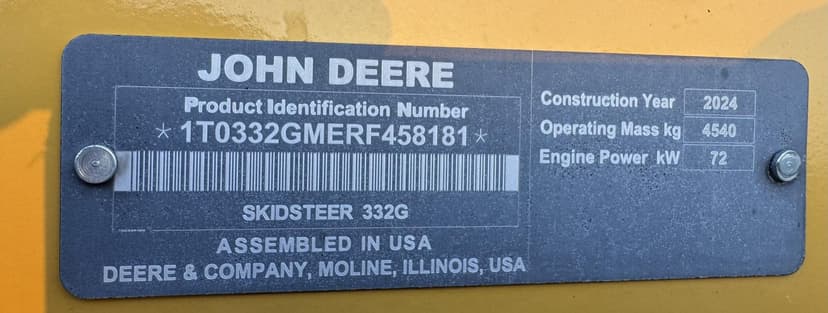 JOHN DEERE
Product Identification Number
*1T0332GMERF458181*
SKIDSTEER 332G
ASSEMBLED IN USA
DEERE & COMPANY, MOLINE, ILLINOIS, USA
Construction Year 2024
Operating Mass kg 4540
Engine Power kW 72